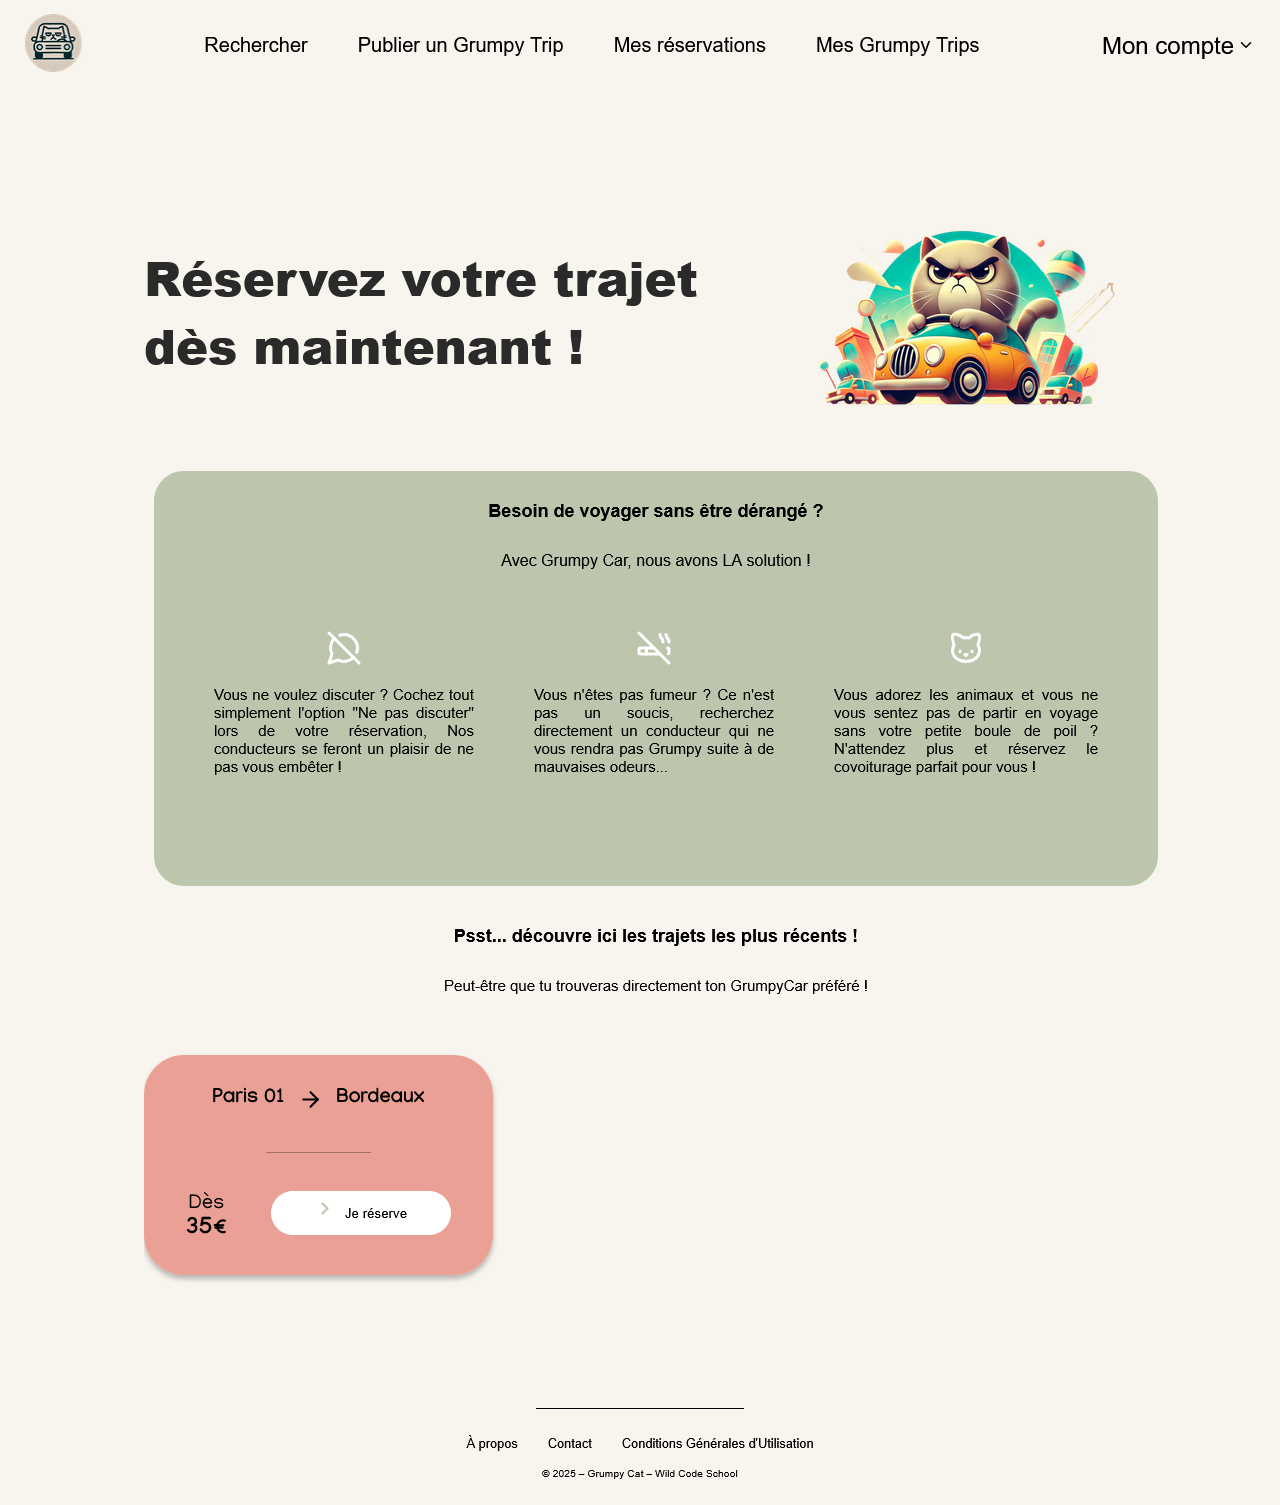 Rechercher
Publier un Grumpy Trip
Mes réservations
Mes Grumpy Trips
Mon compte
Réservez votre trajet
dès maintenant !
Besoin de voyager sans être dérangé ?
Avec Grumpy Car, nous avons LA solution !
Vous ne voulez discuter ? Cochez tout
simplement l'option "Ne pas discuter"
lors de votre réservation, Nos
conducteurs se feront un plaisir de ne
pas vous embêter !
Vous n'êtes pas fumeur ? Ce n'est
pas un soucis, recherchez
directement un conducteur qui ne
vous rendra pas Grumpy suite à de
mauvaises odeurs...
Vous adorez les animaux et vous ne
vous sentez pas de partir en voyage
sans votre petite boule de poil ?
N'attendez plus et réservez le
covoiturage parfait pour vous !
Psst... découvre ici les trajets les plus récents !
Peut-être que tu trouveras directement ton GrumpyCar préféré !
Paris 01 → Bordeaux
Dès
35€
Je réserve
À propos
Contact
Conditions Générales d'Utilisation
© 2025 – Grumpy Cat – Wild Code School